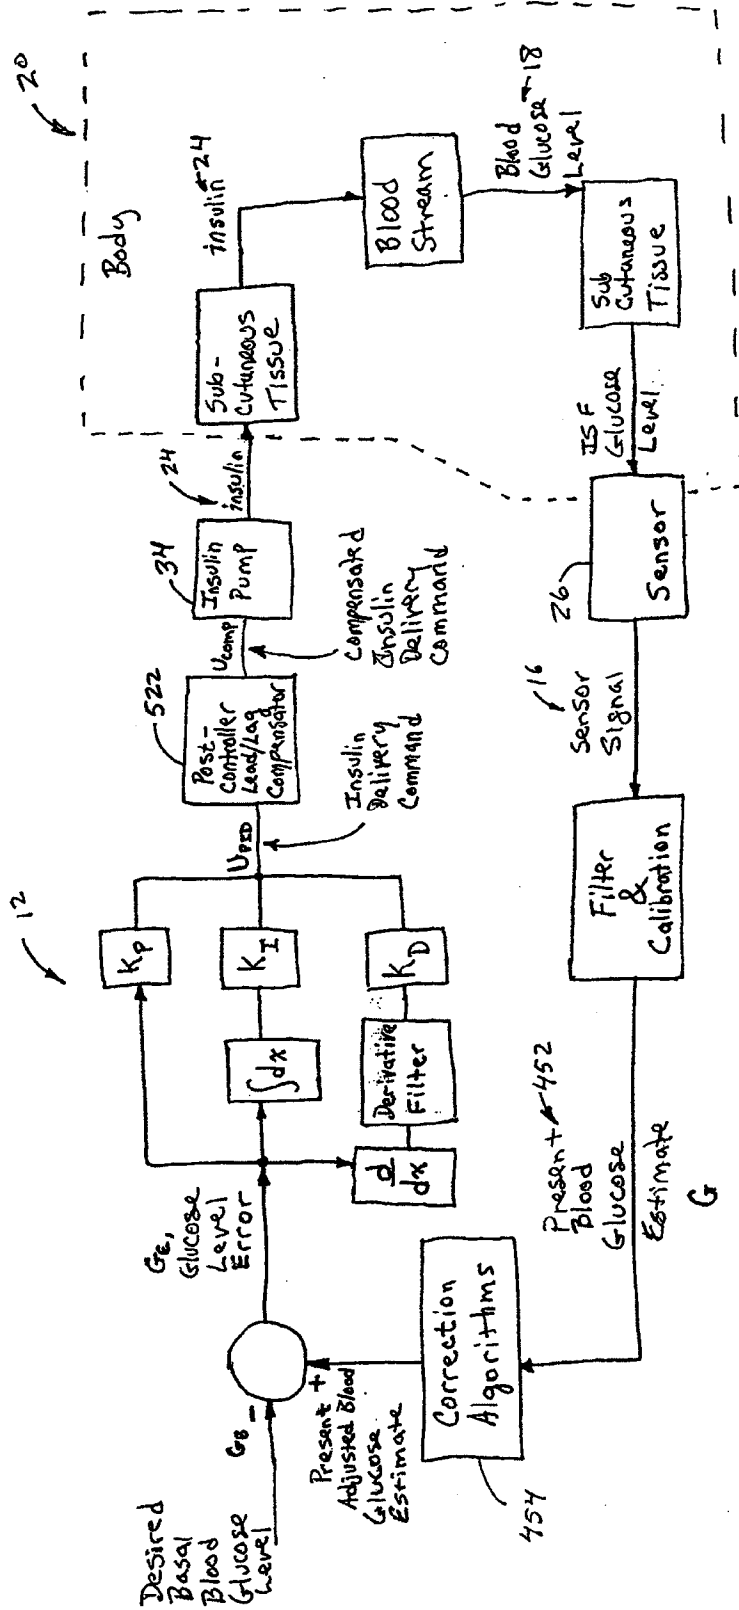 20
Body
Sub-
Cutaneous
Tissue
insulin 24
Blood
Stream
Blood
Glucose 18
Level
Sub
Cutaneous
Tissue
ISF
Glucose
Level
24
insulin
34
Insulin
Pump
Ucomp
Compensated
Insulin
Delivery
Command
522
Post-
Controller
Lead/Lag
Compensator
UPID
Insulin
Delivery
Command
12
KP
KI
KD
∫dx
Derivative
Filter
d
dx
GE,
Glucose
Level
Error
Desired
Basal
Blood
Glucose
Level
GB -
+
Present
Adjusted Blood
Glucose
Estimate
Correction
Algorithms
454
Present 452
Blood
Glucose
Estimate
G
Filter
&
Calibration
16
Sensor
Signal
26
Sensor